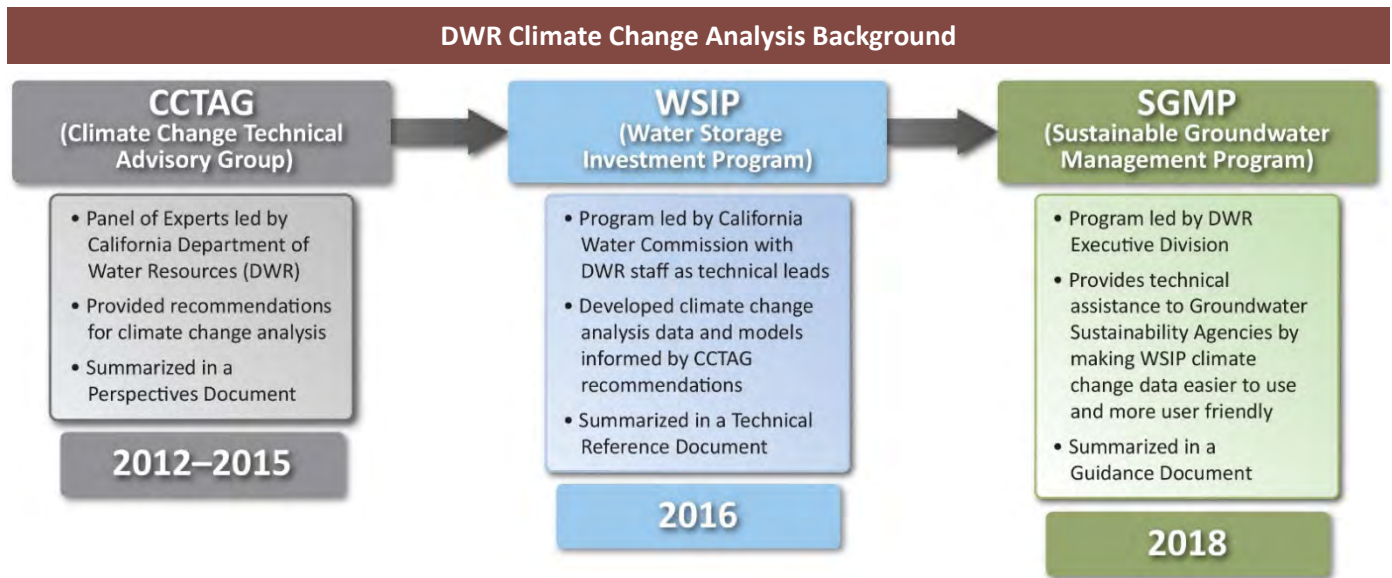 DWR Climate Change Analysis Background
CCTAG
(Climate Change Technical
Advisory Group)
• Panel of Experts led by
California Department of
Water Resources (DWR)
• Provided recommendations
for climate change analysis
• Summarized in a
Perspectives Document
2012–2015
WSIP
(Water Storage
Investment Program)
• Program led by California
Water Commission with
DWR staff as technical leads
• Developed climate change
analysis data and models
informed by CCTAG
recommendations
• Summarized in a Technical
Reference Document
2016
SGMP
(Sustainable Groundwater
Management Program)
• Program led by DWR
Executive Division
• Provides technical
assistance to Groundwater
Sustainability Agencies by
making WSIP climate
change data easier to use
and more user friendly
• Summarized in a
Guidance Document
2018